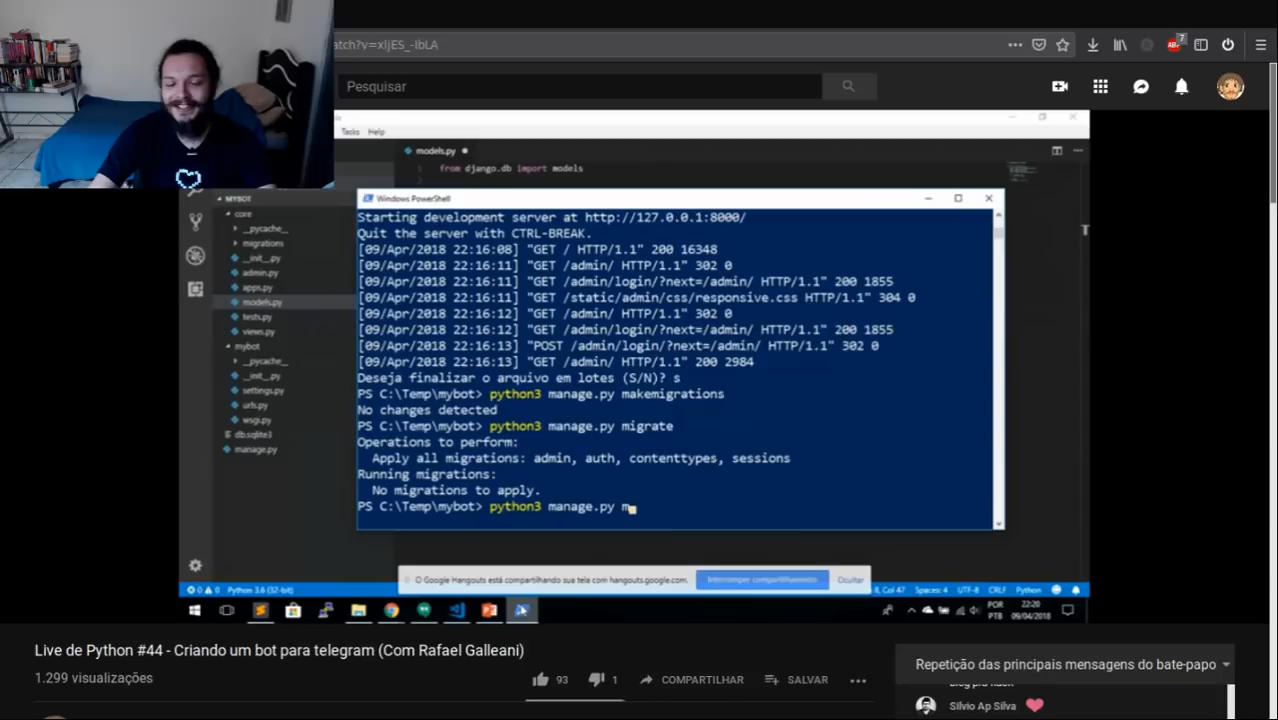 atch?v=xIjES_-IbLA
7
Pesquisar
Tasks Help
models.py
1 from django.db import models
MYBOT
core
__pycache__
migrations
__init__.py
admin.py
apps.py
models.py
tests.py
views.py
mybot
__pycache__
__init__.py
settings.py
urls.py
wsgi.py
db.sqlite3
manage.py
Windows PowerShell
Starting development server at http://127.0.0.1:8000/
Quit the server with CTRL-BREAK.
[09/Apr/2018 22:16:08] "GET / HTTP/1.1" 200 16348
[09/Apr/2018 22:16:11] "GET /admin/ HTTP/1.1" 302 0
[09/Apr/2018 22:16:11] "GET /admin/login/?next=/admin/ HTTP/1.1" 200 1855
[09/Apr/2018 22:16:11] "GET /static/admin/css/responsive.css HTTP/1.1" 304 0
[09/Apr/2018 22:16:12] "GET /admin/ HTTP/1.1" 302 0
[09/Apr/2018 22:16:12] "GET /admin/login/?next=/admin/ HTTP/1.1" 200 1855
[09/Apr/2018 22:16:13] "POST /admin/login/?next=/admin/ HTTP/1.1" 302 0
[09/Apr/2018 22:16:13] "GET /admin/ HTTP/1.1" 200 2984
Deseja finalizar o arquivo em lotes (S/N)? s
PS C:\Temp\mybot> python3 manage.py makemigrations
No changes detected
PS C:\Temp\mybot> python3 manage.py migrate
Operations to perform:
Apply all migrations: admin, auth, contenttypes, sessions
Running migrations:
No migrations to apply.
PS C:\Temp\mybot> python3 manage.py m
O Google Hangouts está compartilhando sua tela com hangouts.google.com.
Interromper compartilhamento
Ocultar
0 0 Python 3.6 (32-bit)
8, Col 47 Spaces: 4 UTF-8 CRLF Python
POR 22:20
PTB 09/04/2018
Live de Python #44 - Criando um bot para telegram (Com Rafael Galleani)
1.299 visualizações
93
1
COMPARTILHAR
SALVAR
Repetição das principais mensagens do bate-papo
Silvio Ap Silva